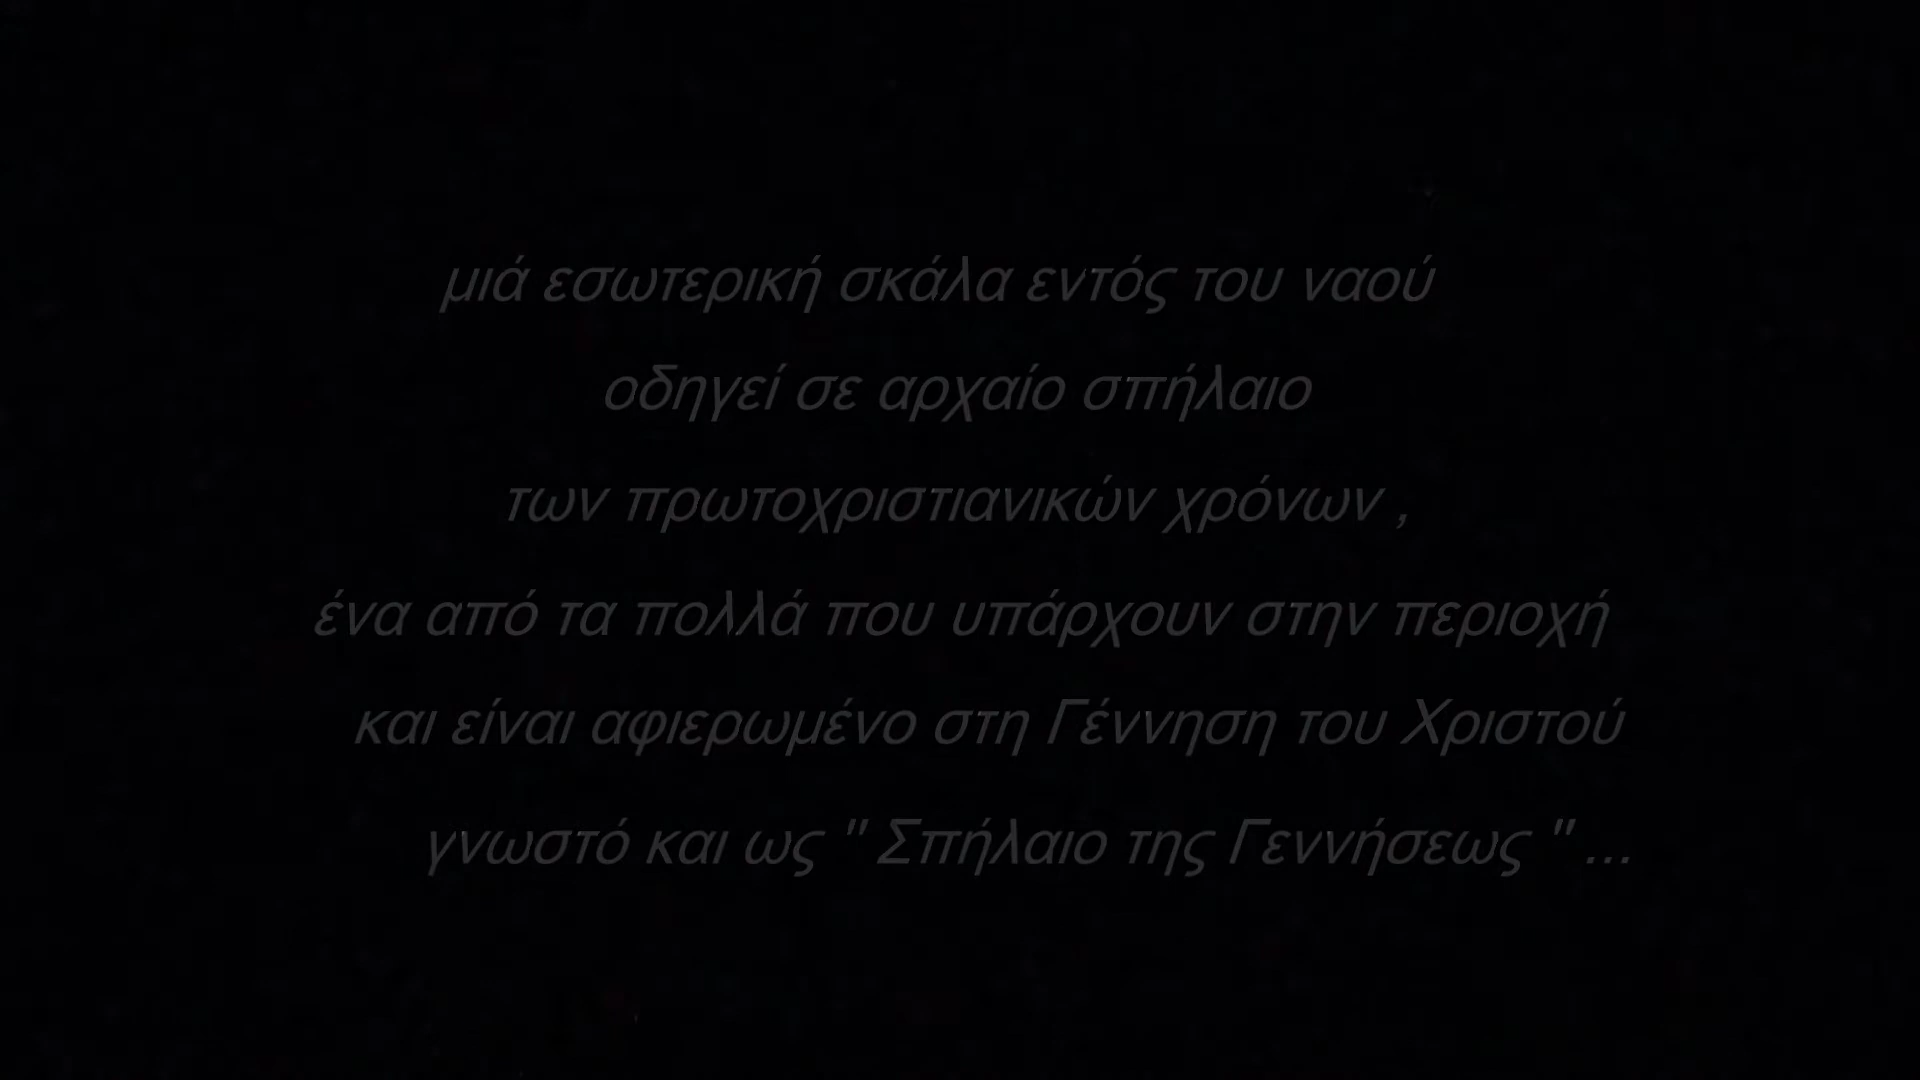 μιά εσωτερική σκάλα εντός του ναού
οδηγεί σε αρχαίο σπήλαιο
των πρωτοχριστιανικών χρόνων ,
ένα από τα πολλά που υπάρχουν στην περιοχή
και είναι αφιερωμένο στη Γέννηση του Χριστού
γνωστό και ως " Σπήλαιο της Γεννήσεως " ...